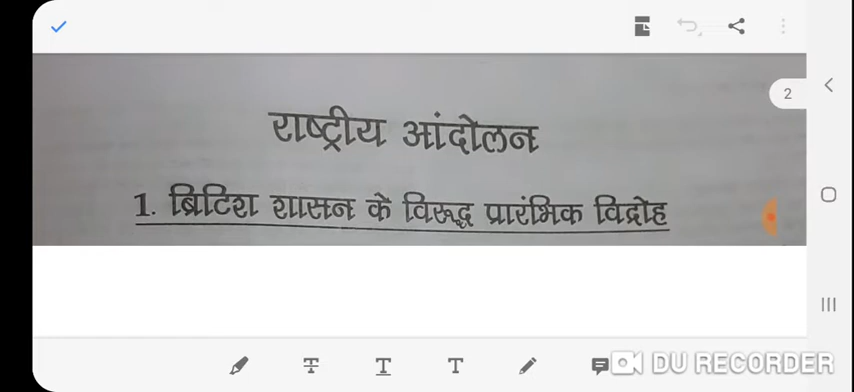 2
राष्ट्रीय आंदोलन
1. ब्रिटिश शासन के विरूद्ध प्रारंभिक विद्रोह
T T T
DU RECORDER